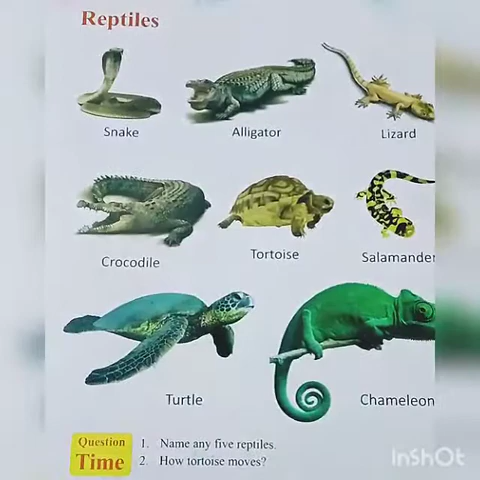 Reptiles
Snake
Alligator
Lizard
Crocodile
Tortoise
Salamander
Turtle
Chameleon
Question
Time
1. Name any five reptiles.
2. How tortoise moves?
InShOt